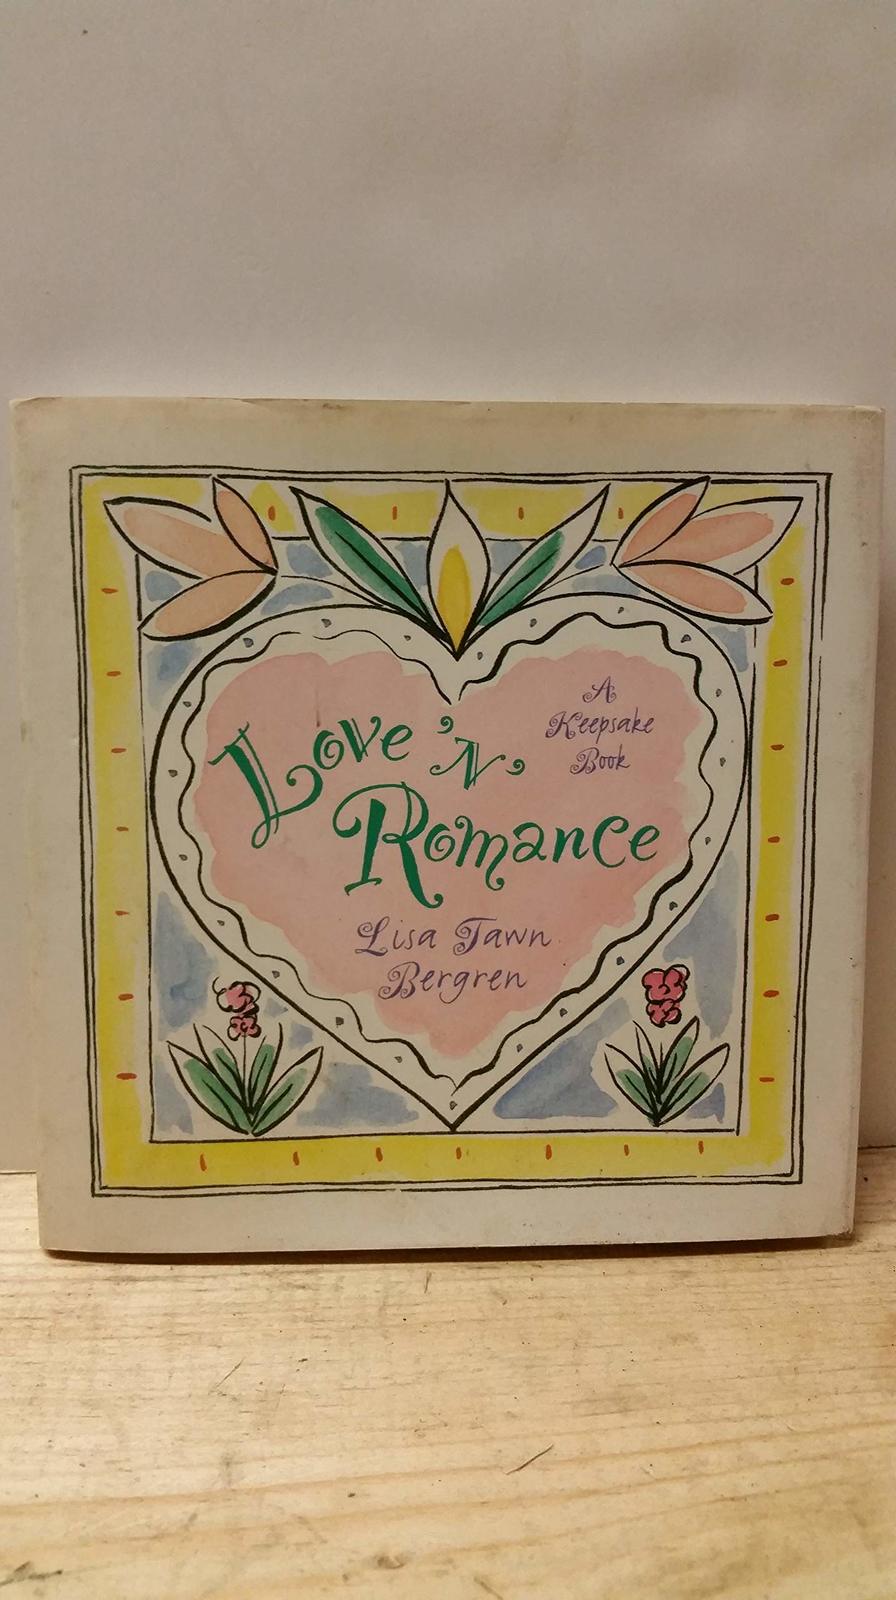 Love 'N
Romance
A
Keepsake
Book
Lisa Tawn
Bergren